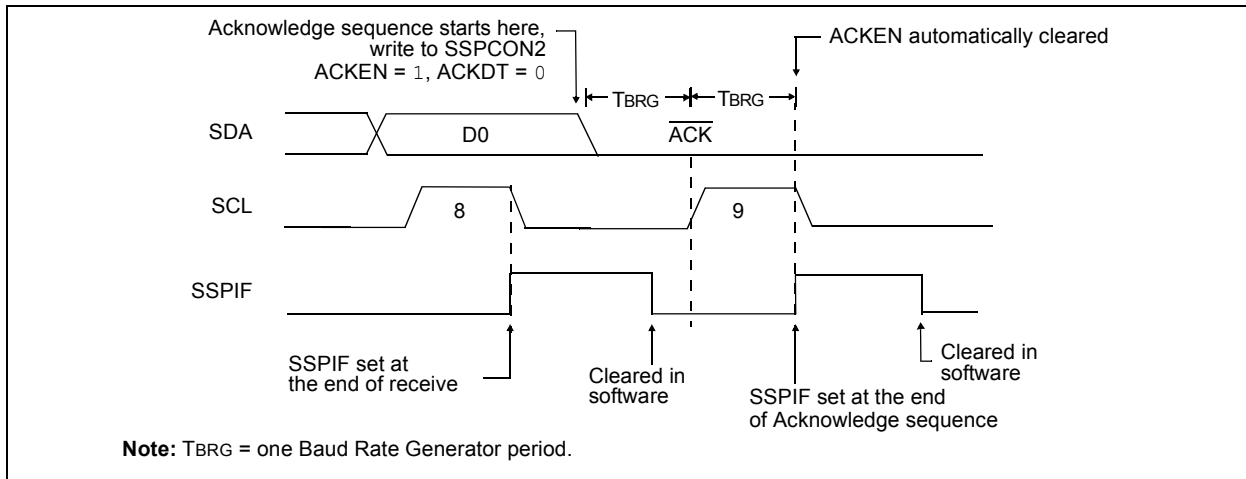 Acknowledge sequence starts here,
write to SSPCON2
ACKEN = 1, ACKDT = 0
ACKEN automatically cleared
TBRG
TBRG
SDA
D0
ACK
SCL
8
9
SSPIF
SSPIF set at
the end of receive
Cleared in
software
SSPIF set at the end
of Acknowledge sequence
Cleared in
software
Note: TBRG = one Baud Rate Generator period.